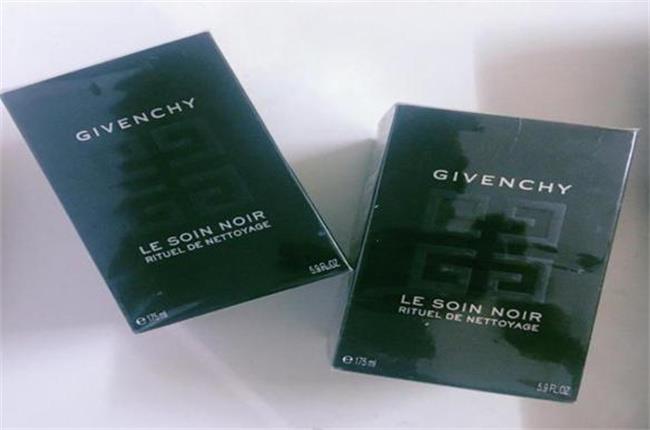 GIVENCHY
LE SOIN NOIR
RITUEL DE NETTOYAGE
℮ 175 ml
5.9 FL.OZ
GIVENCHY
LE SOIN NOIR
RITUEL DE NETTOYAGE
℮ 175 ml
5.9 FL.OZ